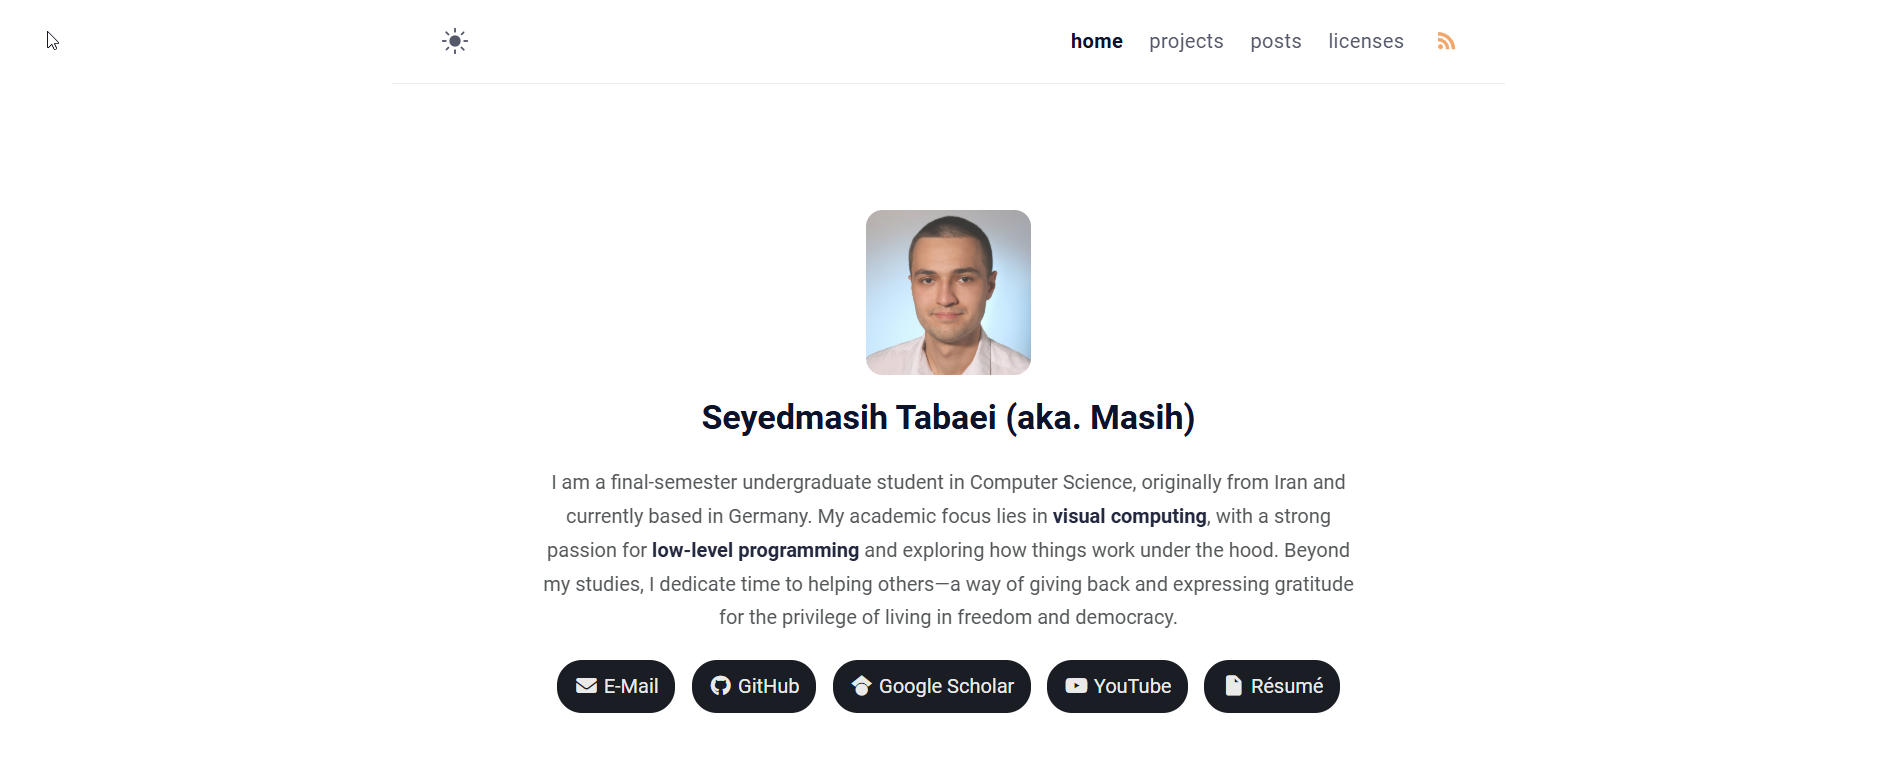 home projects posts licenses
Seyedmasih Tabaei (aka. Masih)
I am a final-semester undergraduate student in Computer Science, originally from Iran and
currently based in Germany. My academic focus lies in visual computing, with a strong
passion for low-level programming and exploring how things work under the hood. Beyond
my studies, I dedicate time to helping others—a way of giving back and expressing gratitude
for the privilege of living in freedom and democracy.
E-Mail GitHub Google Scholar YouTube Résumé